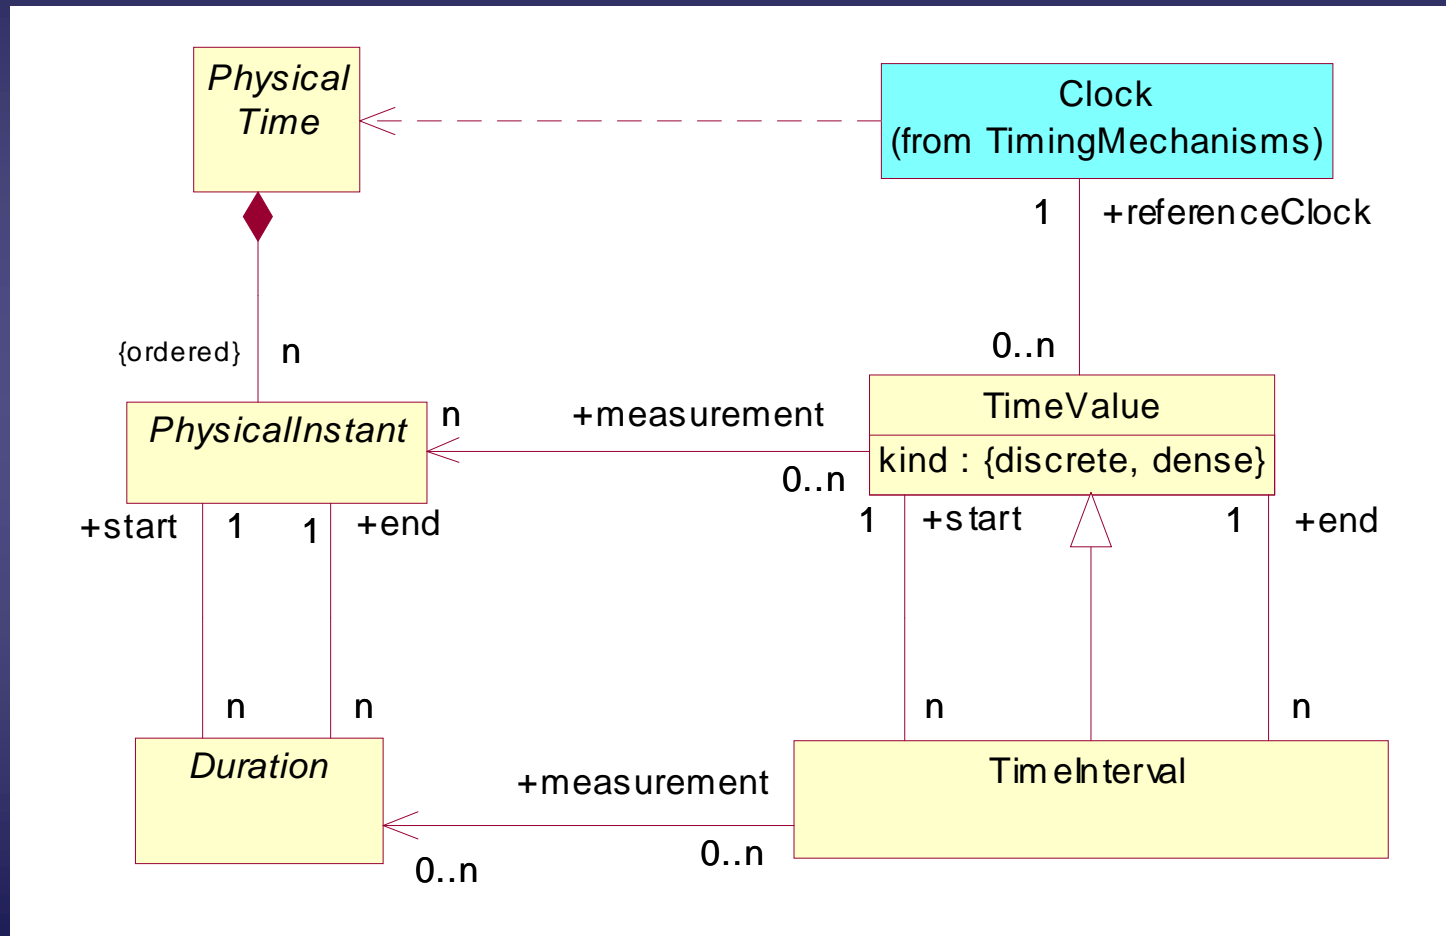 Physical
Time
Clock
(from TimingMechanisms)
1
+referenceClock
{ordered}
n
0..n
PhysicalInstant
n
+measurement
0..n
TimeValue
kind : {discrete, dense}
+start
1
1
+end
1
+start
1
+end
n
n
n
n
Duration
+measurement
0..n
0..n
TimeInterval